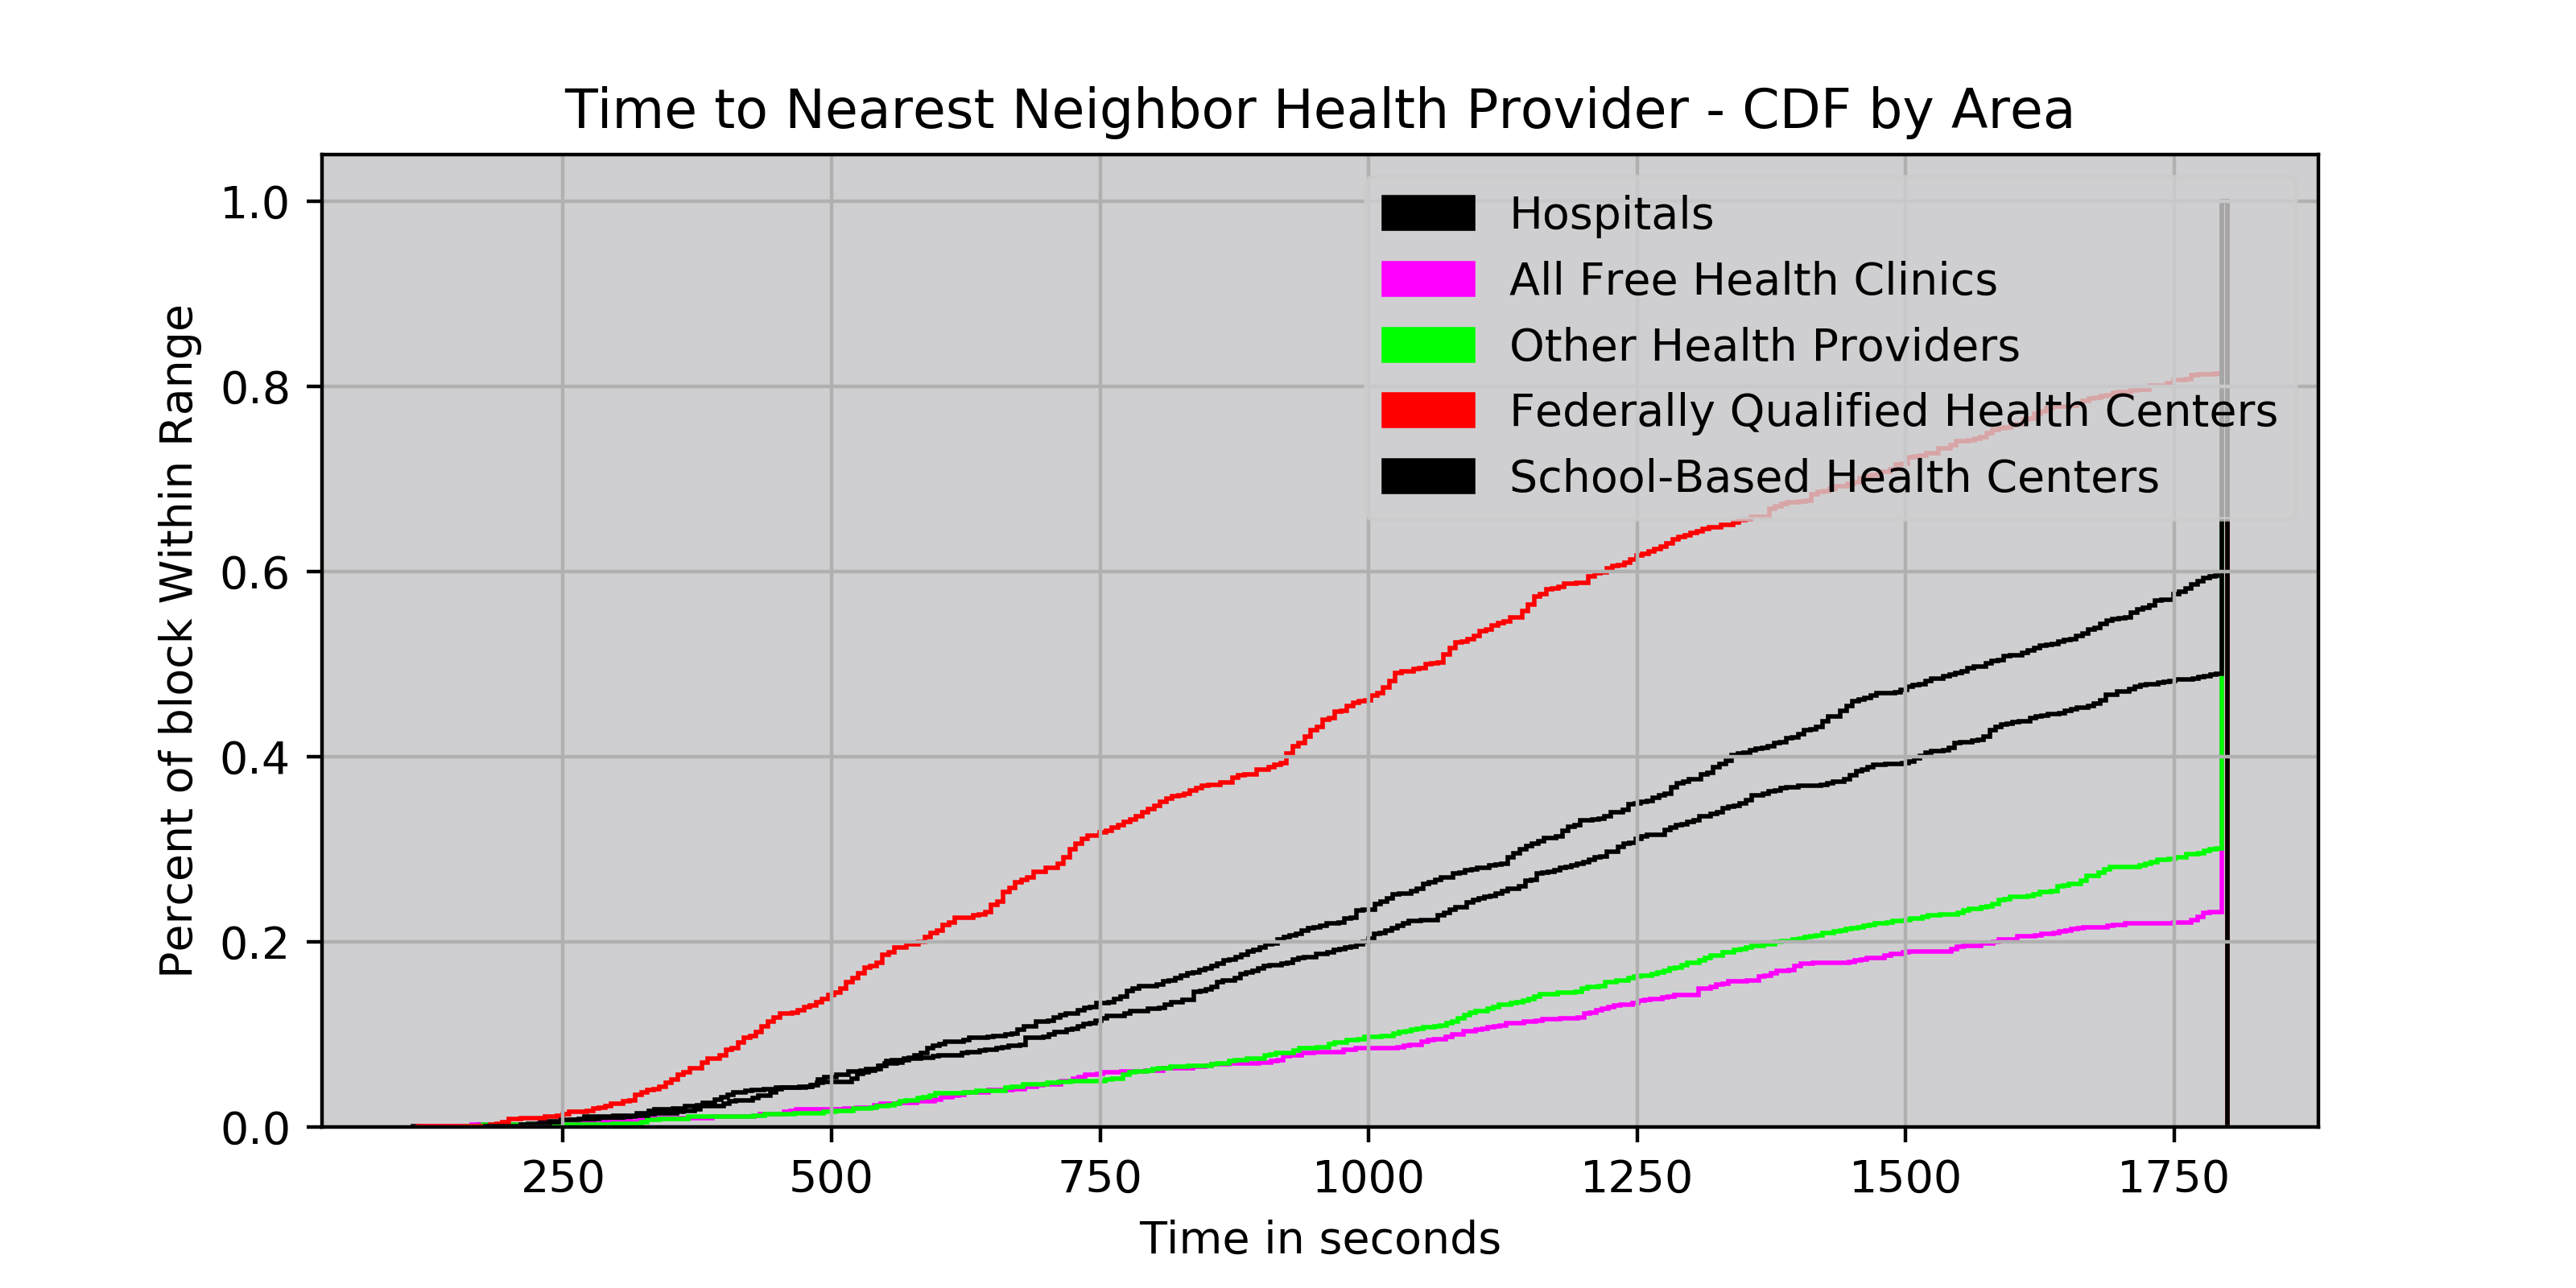 Time to Nearest Neighbor Health Provider - CDF by Area
Percent of block Within Range
1.0
0.8
0.6
0.4
0.2
0.0
Hospitals
All Free Health Clinics
Other Health Providers
Federally Qualified Health Centers
School-Based Health Centers
250 500 750 1000 1250 1500 1750
Time in seconds